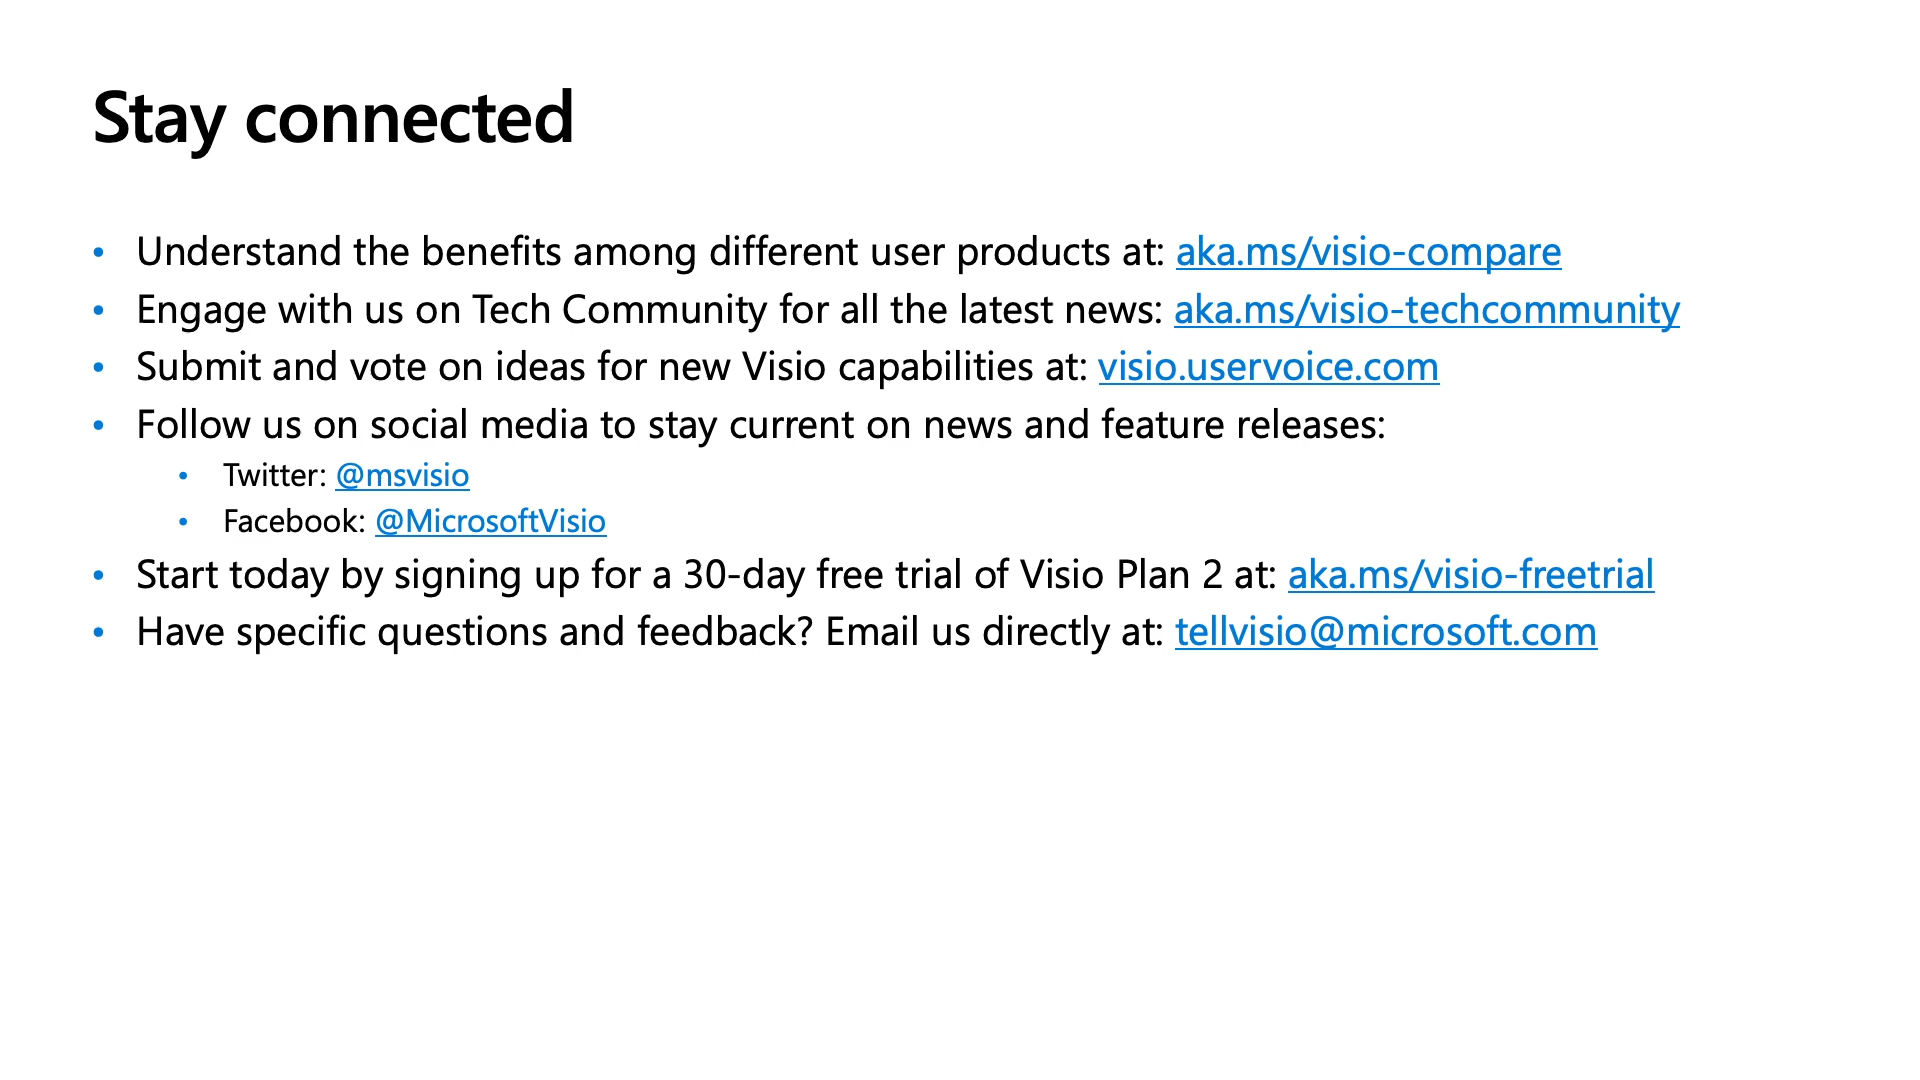 Stay connected
• Understand the benefits among different user products at: aka.ms/visio-compare
• Engage with us on Tech Community for all the latest news: aka.ms/visio-techcommunity
• Submit and vote on ideas for new Visio capabilities at: visio.uservoice.com
• Follow us on social media to stay current on news and feature releases:
• Twitter: @msvisio
• Facebook: @MicrosoftVisio
• Start today by signing up for a 30-day free trial of Visio Plan 2 at: aka.ms/visio-freetrial
• Have specific questions and feedback? Email us directly at: tellvisio@microsoft.com